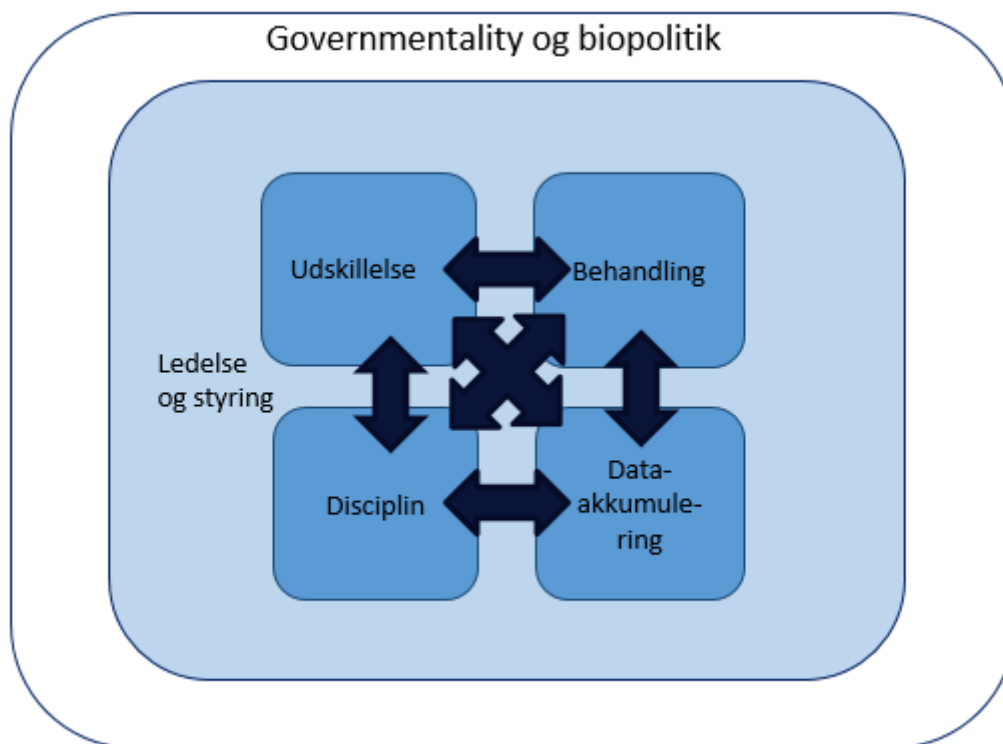 Governmentality og biopolitik
Udskillelse
Behandling
Ledelse
og styring
Disciplin
Data-
akkumule-
ring